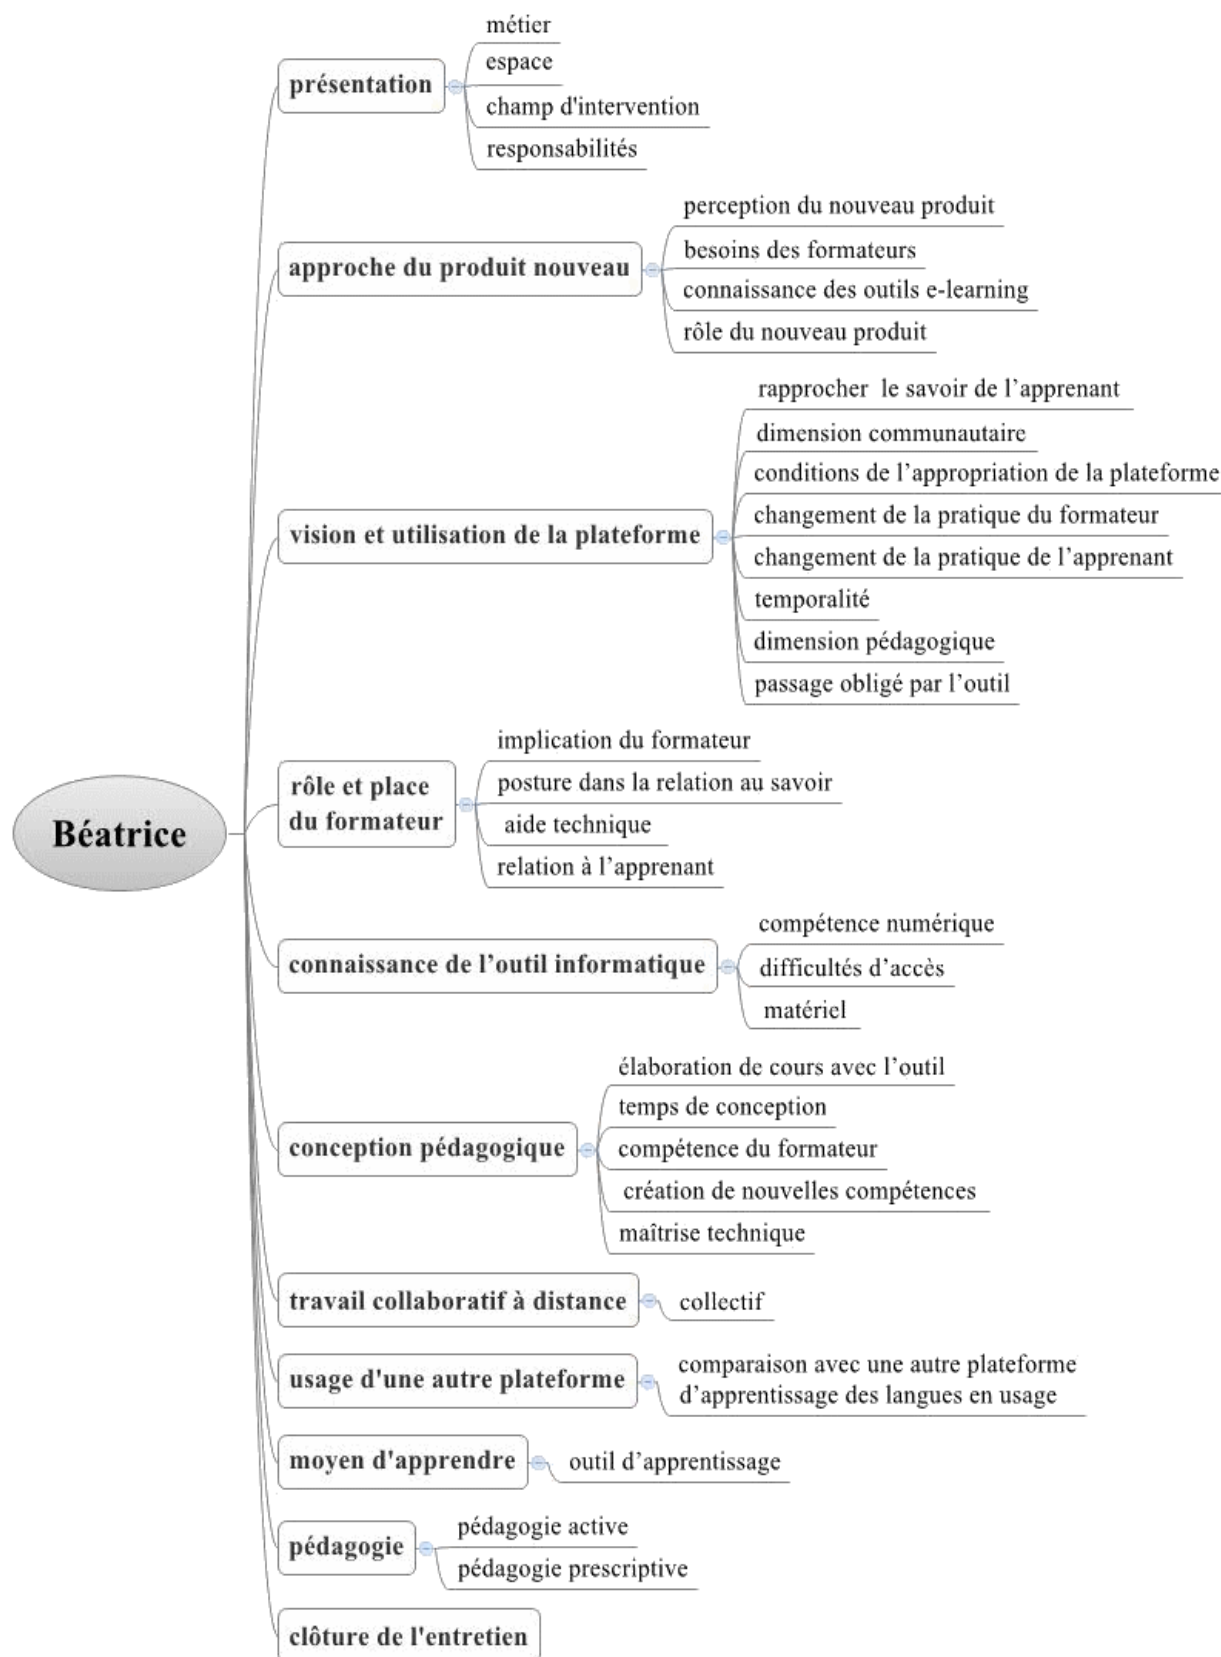 Béatrice
présentation
métier
espace
champ d'intervention
responsabilités
approche du produit nouveau
perception du nouveau produit
besoins des formateurs
connaissance des outils e-learning
rôle du nouveau produit
vision et utilisation de la plateforme
rapprocher le savoir de l’apprenant
dimension communautaire
conditions de l’appropriation de la plateforme
changement de la pratique du formateur
changement de la pratique de l’apprenant
temporalité
dimension pédagogique
passage obligé par l’outil
rôle et place
du formateur
implication du formateur
posture dans la relation au savoir
aide technique
relation à l’apprenant
connaissance de l’outil informatique
compétence numérique
difficultés d’accès
matériel
conception pédagogique
élaboration de cours avec l’outil
temps de conception
compétence du formateur
création de nouvelles compétences
maîtrise technique
travail collaboratif à distance
collectif
usage d'une autre plateforme
comparaison avec une autre plateforme
d’apprentissage des langues en usage
moyen d'apprendre
outil d’apprentissage
pédagogie
pédagogie active
pédagogie prescriptive
clôture de l'entretien